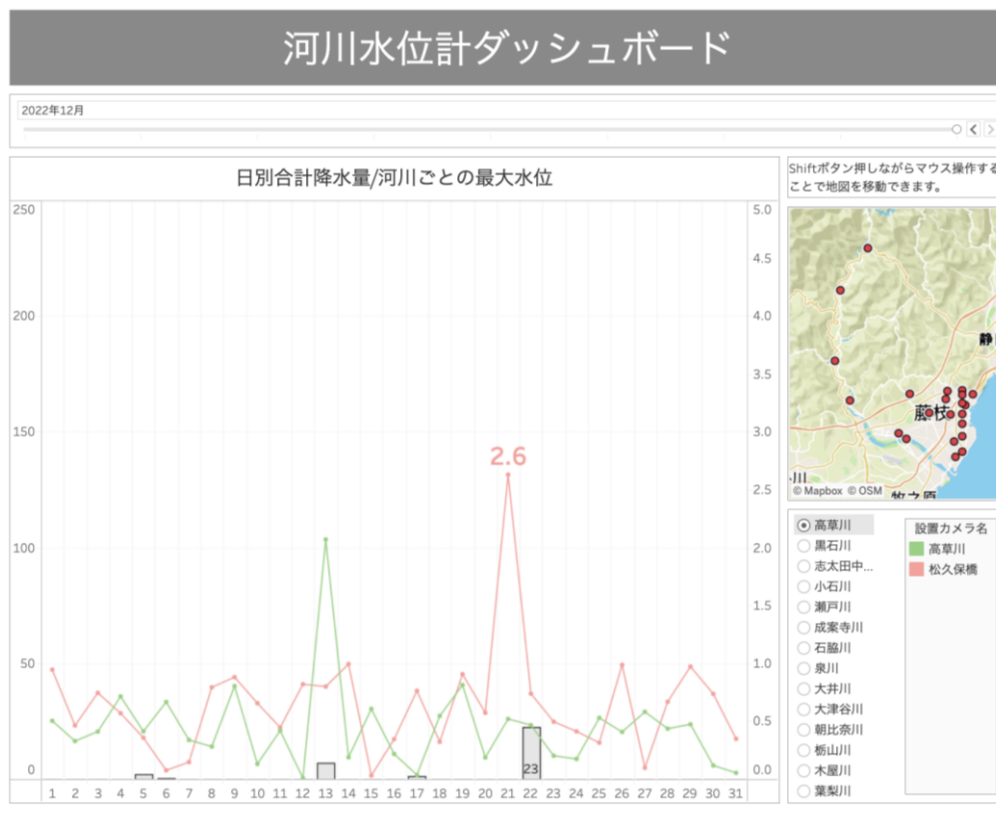 河川水位計ダッシュボード
2022年12月
日別合計降水量/河川ごとの最大水位
250
200
150
100
50
0
5.0
4.5
4.0
3.5
3.0
2.5
2.0
1.5
1.0
0.5
0.0
2.6
23
1 2 3 4 5 6 7 8 9 10 11 12 13 14 15 16 17 18 19 20 21 22 23 24 25 26 27 28 29 30 31
Shiftボタン押しながらマウス操作する
ことで地図を移動できます。
静
藤枝
川
牧之原
© Mapbox © OSM
高草川
黒石川
志太田中...
小石川
瀬戸川
成案寺川
石脇川
泉川
大井川
大津谷川
朝比奈川
栃山川
木屋川
葉梨川
設置カメラ名
高草川
松久保橋